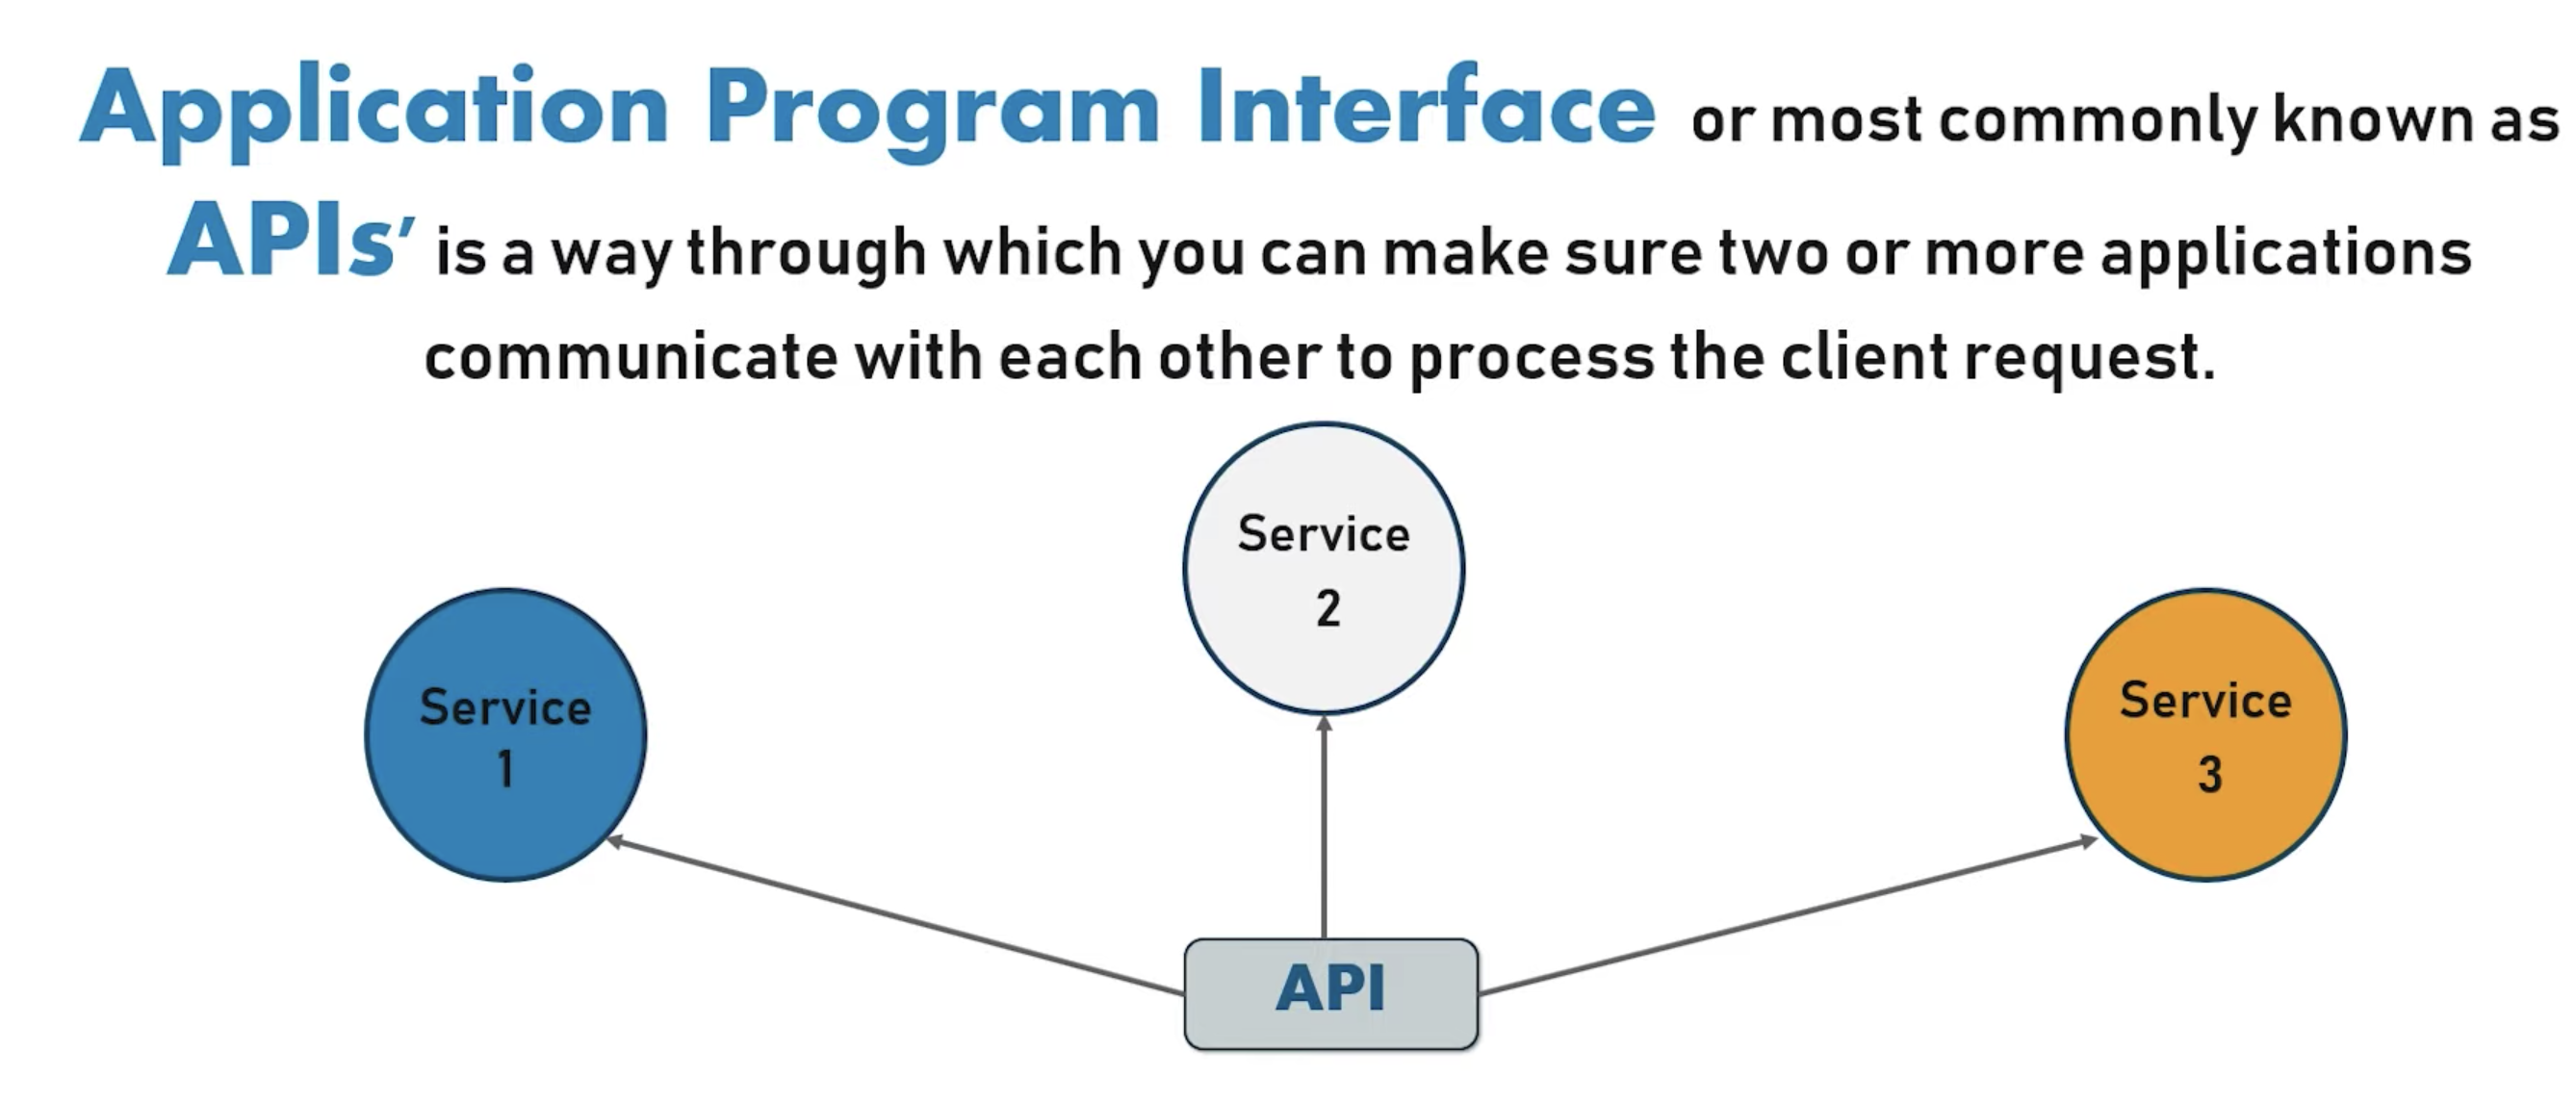 Application Program Interface or most commonly known as
APIs’ is a way through which you can make sure two or more applications
communicate with each other to process the client request.
Service
2
Service
1
Service
3
API